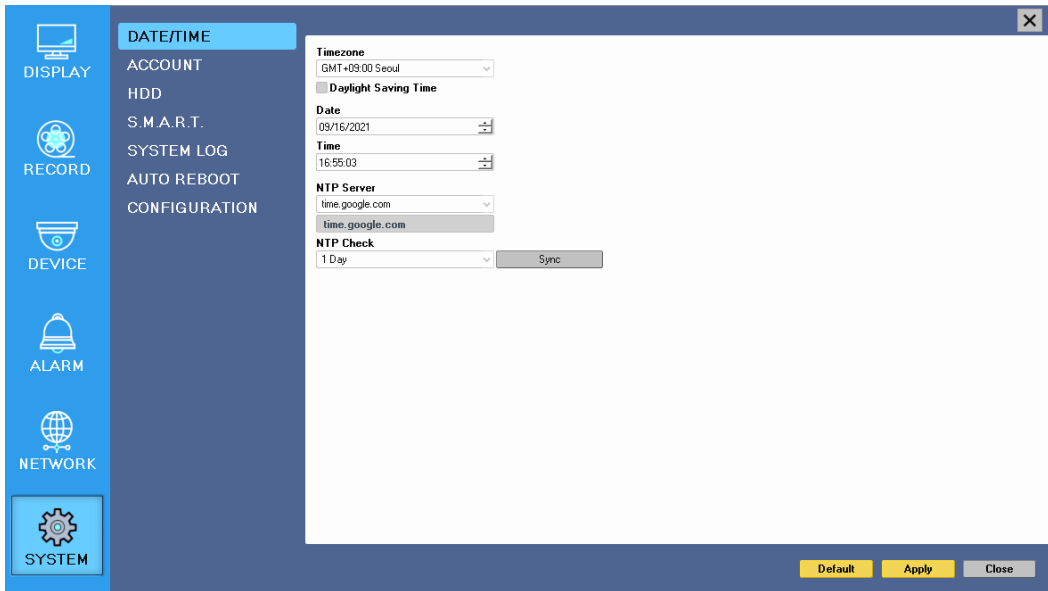 DISPLAY
RECORD
DEVICE
ALARM
NETWORK
SYSTEM
DATE/TIME
ACCOUNT
HDD
S.M.A.R.T.
SYSTEM LOG
AUTO REBOOT
CONFIGURATION
Timezone
GMT+09:00 Seoul
Daylight Saving Time
Date
09/16/2021
Time
16:55:03
NTP Server
time.google.com
time.google.com
NTP Check
1 Day Sync
Default Apply Close